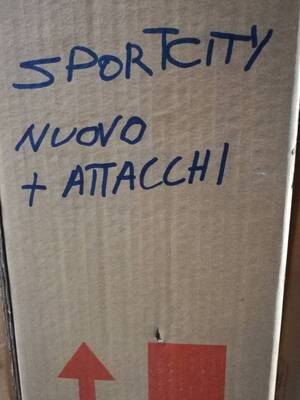 SPORTCITY
NUOVO
+ ATTACCHI